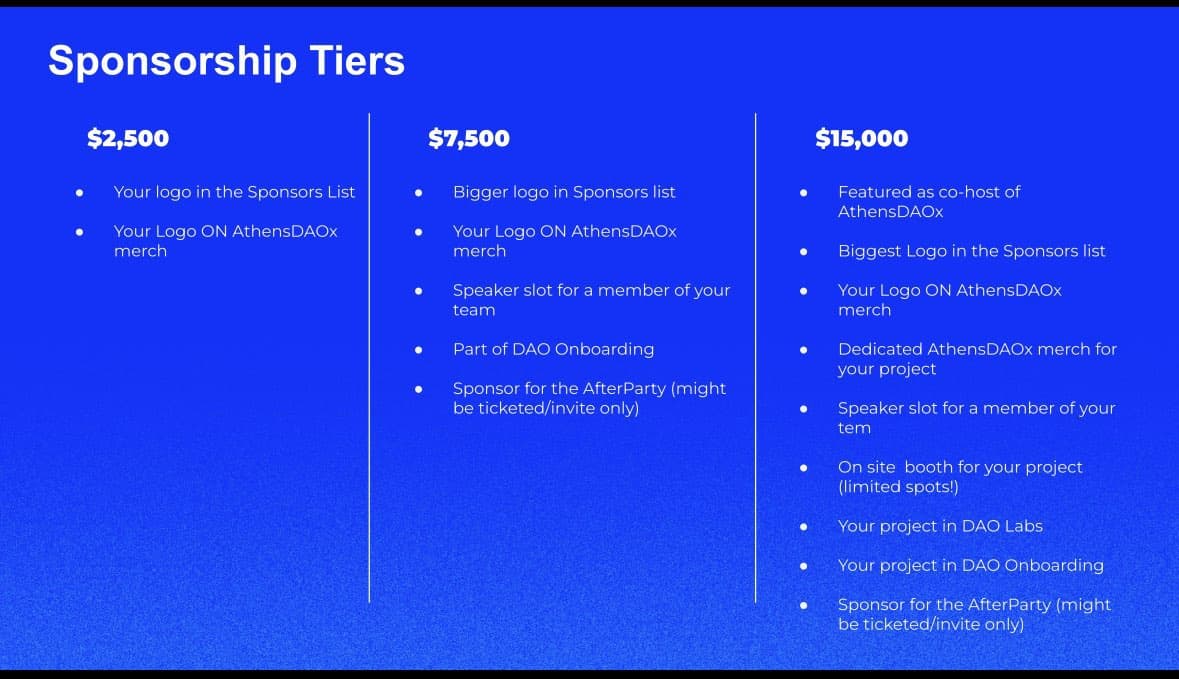 Sponsorship Tiers
$2,500
● Your logo in the Sponsors List
● Your Logo ON AthensDAOx
merch
$7,500
● Bigger logo in Sponsors list
● Your Logo ON AthensDAOx
merch
● Speaker slot for a member of your
team
● Part of DAO Onboarding
● Sponsor for the AfterParty (might
be ticketed/invite only)
$15,000
● Featured as co-host of
AthensDAOx
● Biggest Logo in the Sponsors list
● Your Logo ON AthensDAOx
merch
● Dedicated AthensDAOx merch for
your project
● Speaker slot for a member of your
tem
● On site  booth for your project
(limited spots!)
● Your project in DAO Labs
● Your project in DAO Onboarding
● Sponsor for the AfterParty (might
be ticketed/invite only)